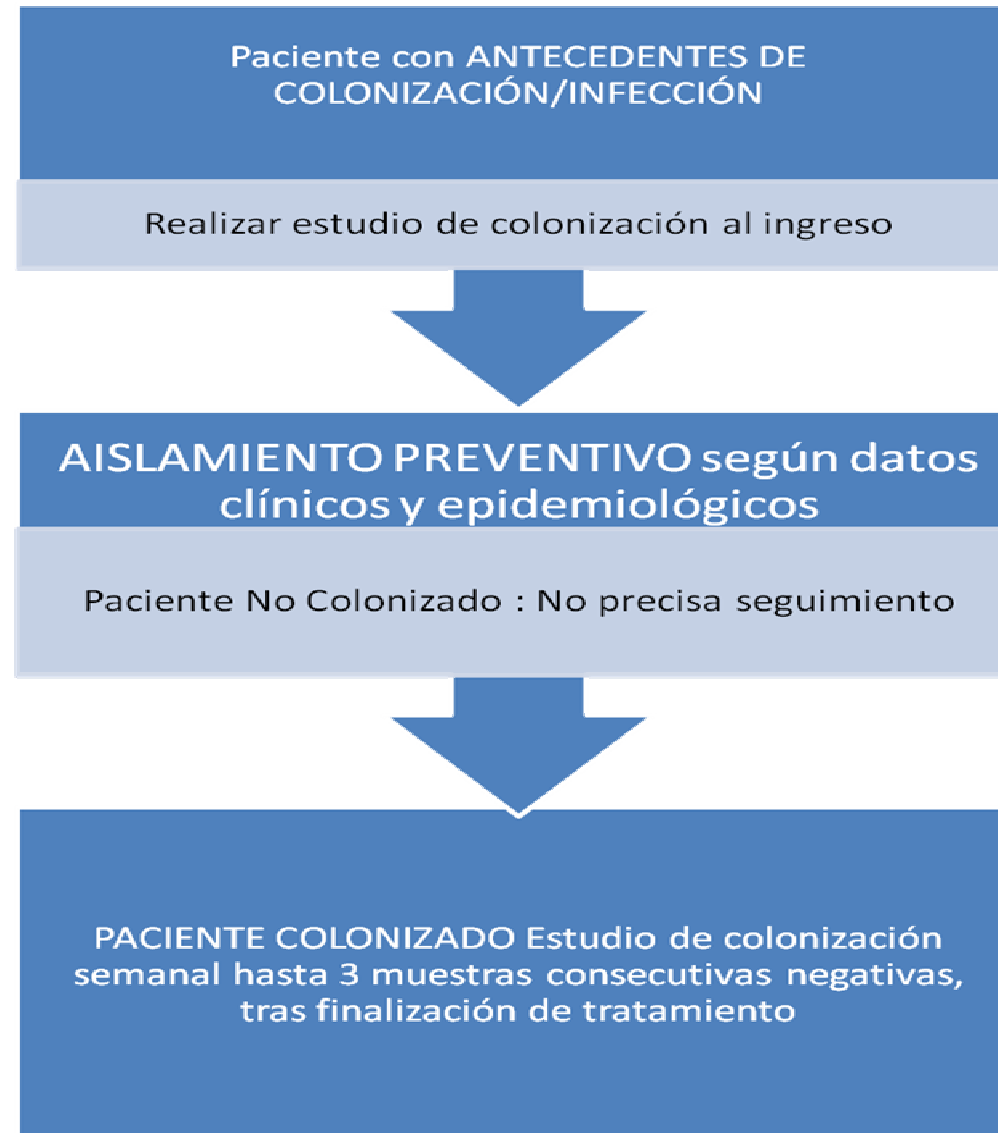 Paciente con ANTECEDENTES DE
COLONIZACIÓN/INFECCIÓN
Realizar estudio de colonización al ingreso
AISLAMIENTO PREVENTIVO según datos
clínicos y epidemiológicos
Paciente No Colonizado : No precisa seguimiento
PACIENTE COLONIZADO Estudio de colonización
semanal hasta 3 muestras consecutivas negativas,
tras finalización de tratamiento